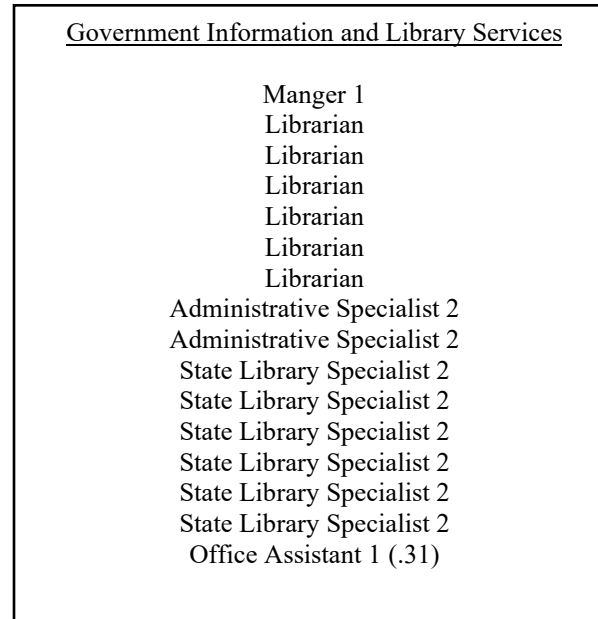 Government Information and Library Services
Manger 1
Librarian
Librarian
Librarian
Librarian
Librarian
Librarian
Administrative Specialist 2
Administrative Specialist 2
State Library Specialist 2
State Library Specialist 2
State Library Specialist 2
State Library Specialist 2
State Library Specialist 2
State Library Specialist 2
Office Assistant 1 (.31)